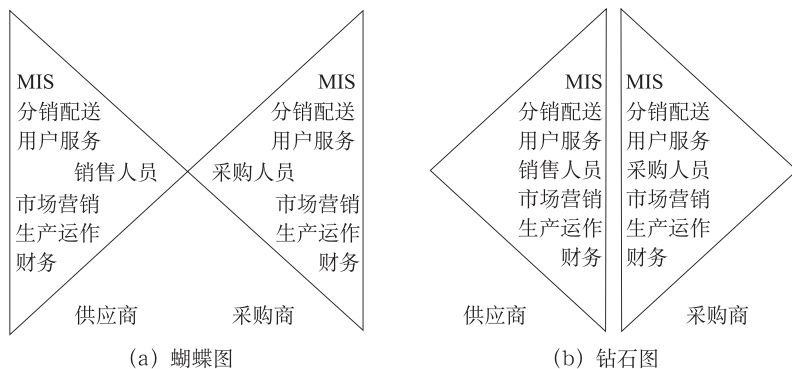 MIS
分销配送
用户服务
销售人员
市场营销
生产运作
财务
供应商
MIS
分销配送
用户服务
采购人员
市场营销
生产运作
财务
采购商
(a) 蝴蝶图
MIS
分销配送
用户服务
销售人员
市场营销
生产运作
财务
供应商
MIS
分销配送
用户服务
采购人员
市场营销
生产运作
财务
采购商
(b) 钻石图